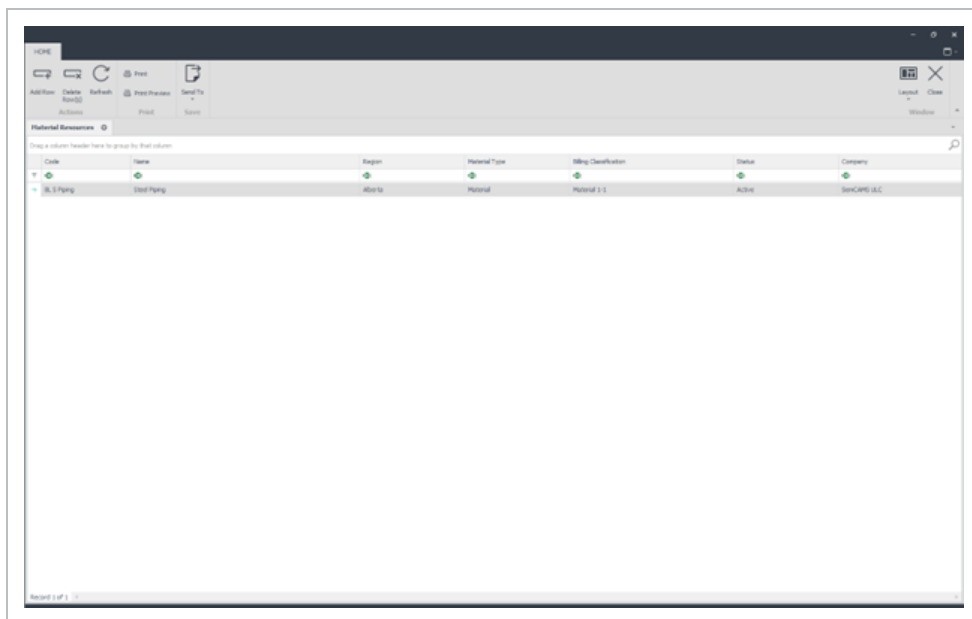 HOME
Add Row Delete Row(s) Refresh Print Print Preview Send To Layout Close
Actions Print Save Window
Material Resources
Drag a column header here to group by that column
Code Name Region Material Type Billing Classification Status Company
Piping Steel Piping Alberta Material Material 1-1 Active ULC
Record 1 of 1